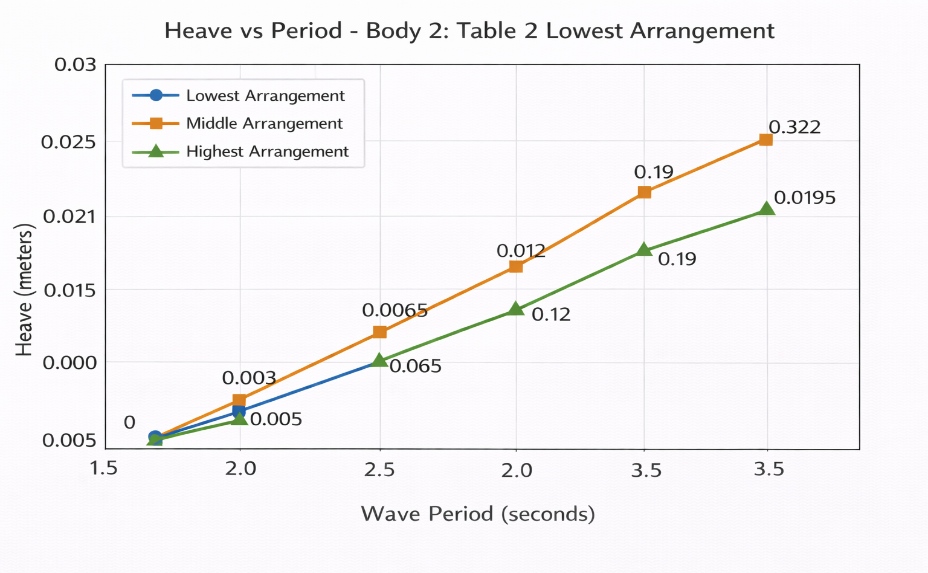 Heave vs Period - Body 2: Table 2 Lowest Arrangement
0.03
Lowest Arrangement
Middle Arrangement
Highest Arrangement
0.322
0.025
0.19
0.0195
0.021
0.012
0.19
0.015
0.0065
0.12
Heave (meters)
0.000
0.065
0.003
0.005
0
0.005
1.5 2.0 2.5 2.0 3.5 3.5
Wave Period (seconds)